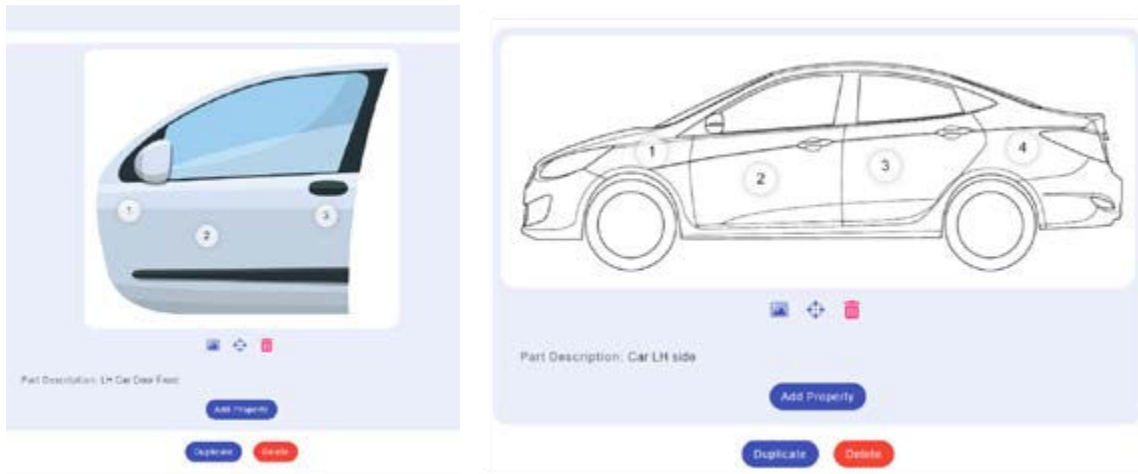 1
2
3
Part Description: LH Car Door Front
Add Property
Duplicate
Delete
1
2
3
4
Part Description: Car LH side
Add Property
Duplicate
Delete